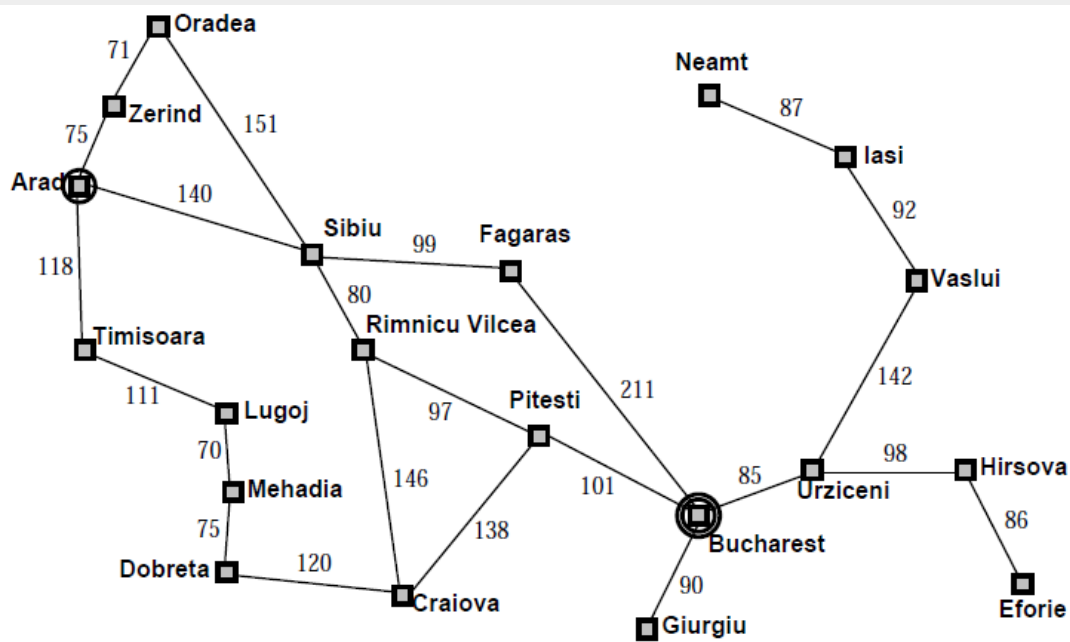 Oradea
71
Neamt
87
Zerind
151
75
Iasi
Arad
140
92
Sibiu
99
Fagaras
118
Vaslui
80
Timisoara
Rimnicu Vilcea
142
111
211
Lugoj
97
Pitesti
70
98
Hirsova
85
Urziceni
Mehadia
146
101
75
138
86
Bucharest
Dobreta
120
90
Craiova
Eforie
Giurgiu